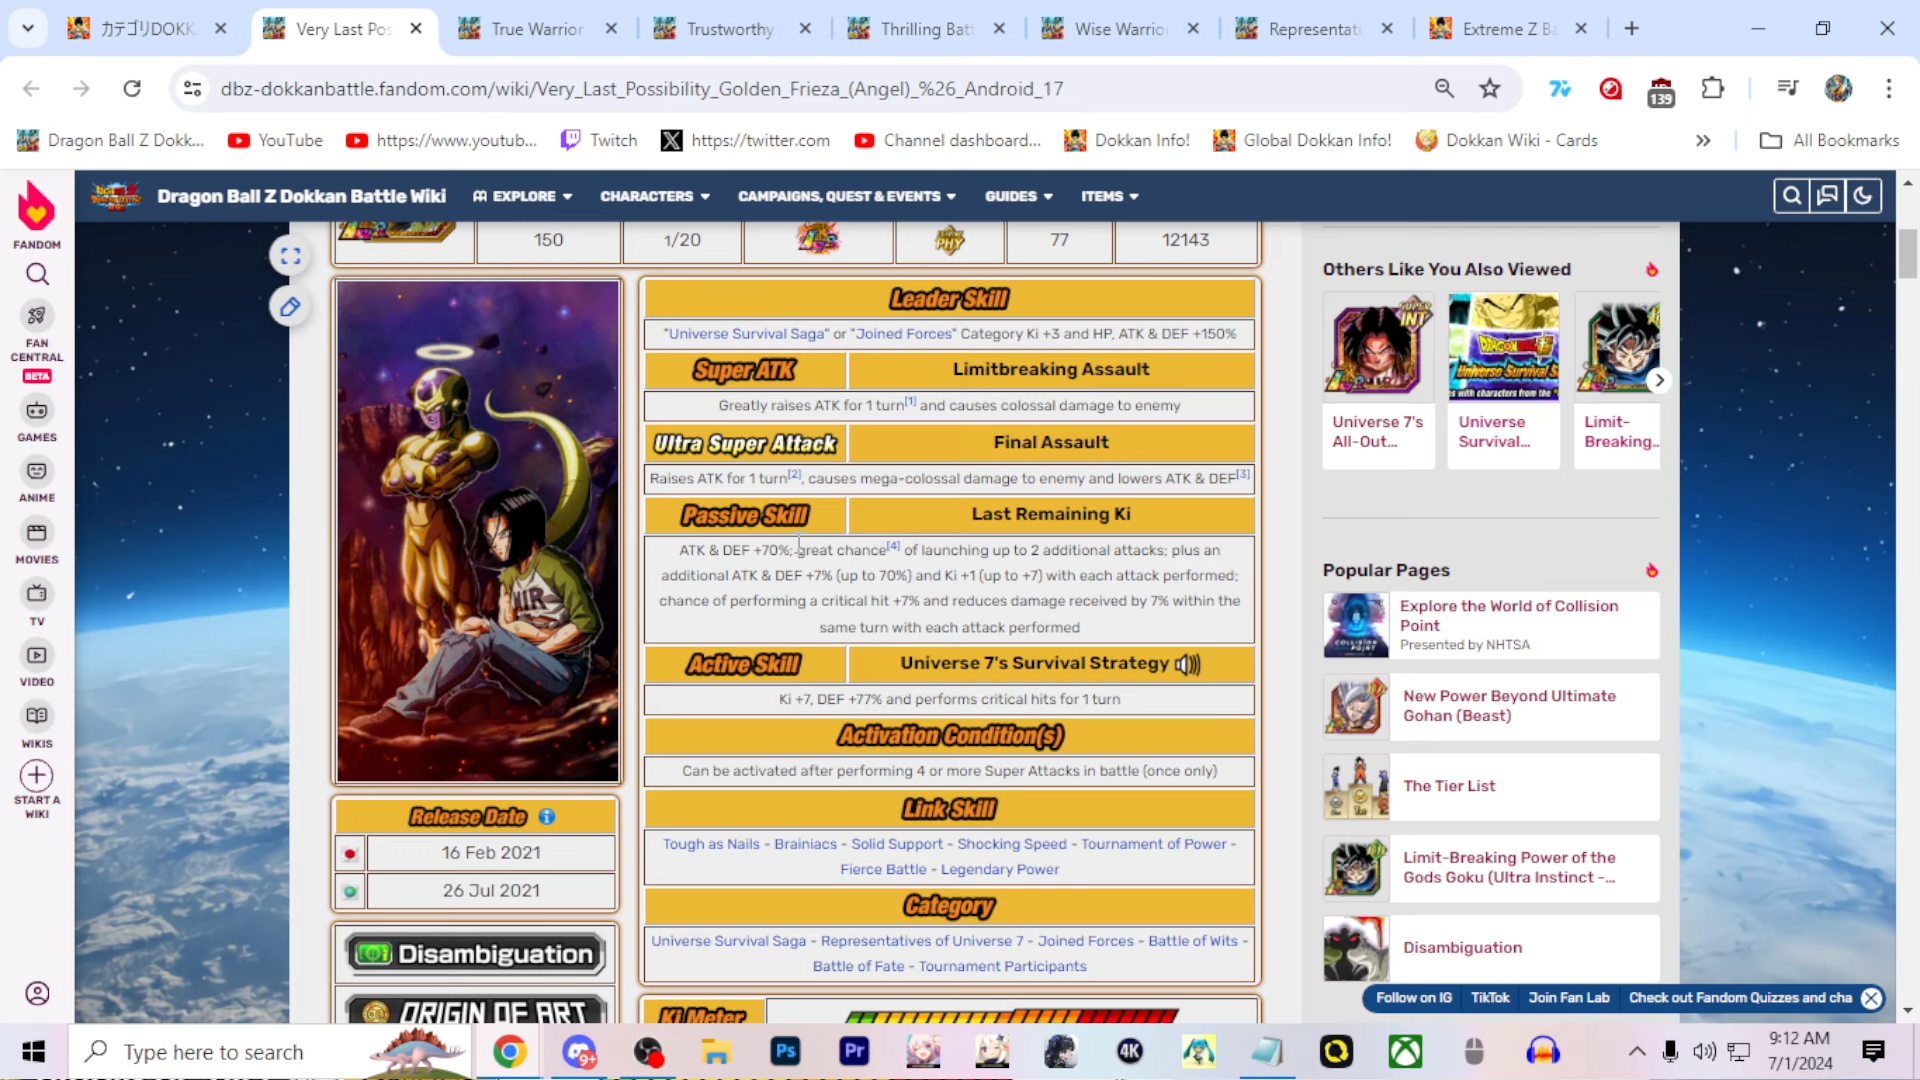 カテゴリDOKK
Very Last Pos
True Warrior
Trustworthy
Thrilling Batt
Wise Warrio
Representati
Extreme Z Ba
dbz-dokkanbattle.fandom.com/wiki/Very_Last_Possibility_Golden_Frieza_(Angel)_%26_Android_17
139
Dragon Ball Z Dokk...
YouTube
https://www.youtub...
Twitch
https://twitter.com
Channel dashboard...
Dokkan Info!
Global Dokkan Info!
Dokkan Wiki - Cards
All Bookmarks
Dragon Ball Z Dokkan Battle Wiki
EXPLORE
CHARACTERS
CAMPAIGNS, QUEST & EVENTS
GUIDES
ITEMS
FANDOM
FAN CENTRAL
BETA
GAMES
ANIME
MOVIES
TV
VIDEO
WIKIS
START A WIKI
150
1/20
PHY
77
12143
Leader Skill
"Universe Survival Saga" or "Joined Forces" Category Ki +3 and HP, ATK & DEF +150%
Super ATK
Limitbreaking Assault
Greatly raises ATK for 1 turn[1] and causes colossal damage to enemy
Ultra Super Attack
Final Assault
Raises ATK for 1 turn[2], causes mega-colossal damage to enemy and lowers ATK & DEF[3]
Passive Skill
Last Remaining Ki
ATK & DEF +70%; great chance[4] of launching up to 2 additional attacks; plus an
additional ATK & DEF +7% (up to 70%) and Ki +1 (up to +7) with each attack performed;
chance of performing a critical hit +7% and reduces damage received by 7% within the
same turn with each attack performed
Active Skill
Universe 7's Survival Strategy
Ki +7, DEF +77% and performs critical hits for 1 turn
Activation Condition(s)
Can be activated after performing 4 or more Super Attacks in battle (once only)
Link Skill
Tough as Nails - Brainiacs - Solid Support - Shocking Speed - Tournament of Power -
Fierce Battle - Legendary Power
Category
Universe Survival Saga - Representatives of Universe 7 - Joined Forces - Battle of Wits -
Battle of Fate - Tournament Participants
Ki Meter
Release Date
16 Feb 2021
26 Jul 2021
Disambiguation
ORIGIN OF ART
Others Like You Also Viewed
Universe 7's
All-Out...
Universe
Survival...
Limit-
Breaking...
Popular Pages
Explore the World of Collision
Point
Presented by NHTSA
New Power Beyond Ultimate
Gohan (Beast)
The Tier List
Limit-Breaking Power of the
Gods Goku (Ultra Instinct -...
Disambiguation
Follow on IG
TikTok
Join Fan Lab
Check out Fandom Quizzes and cha
Type here to search
9+
Ps
Pr
4K
9:12 AM
7/1/2024